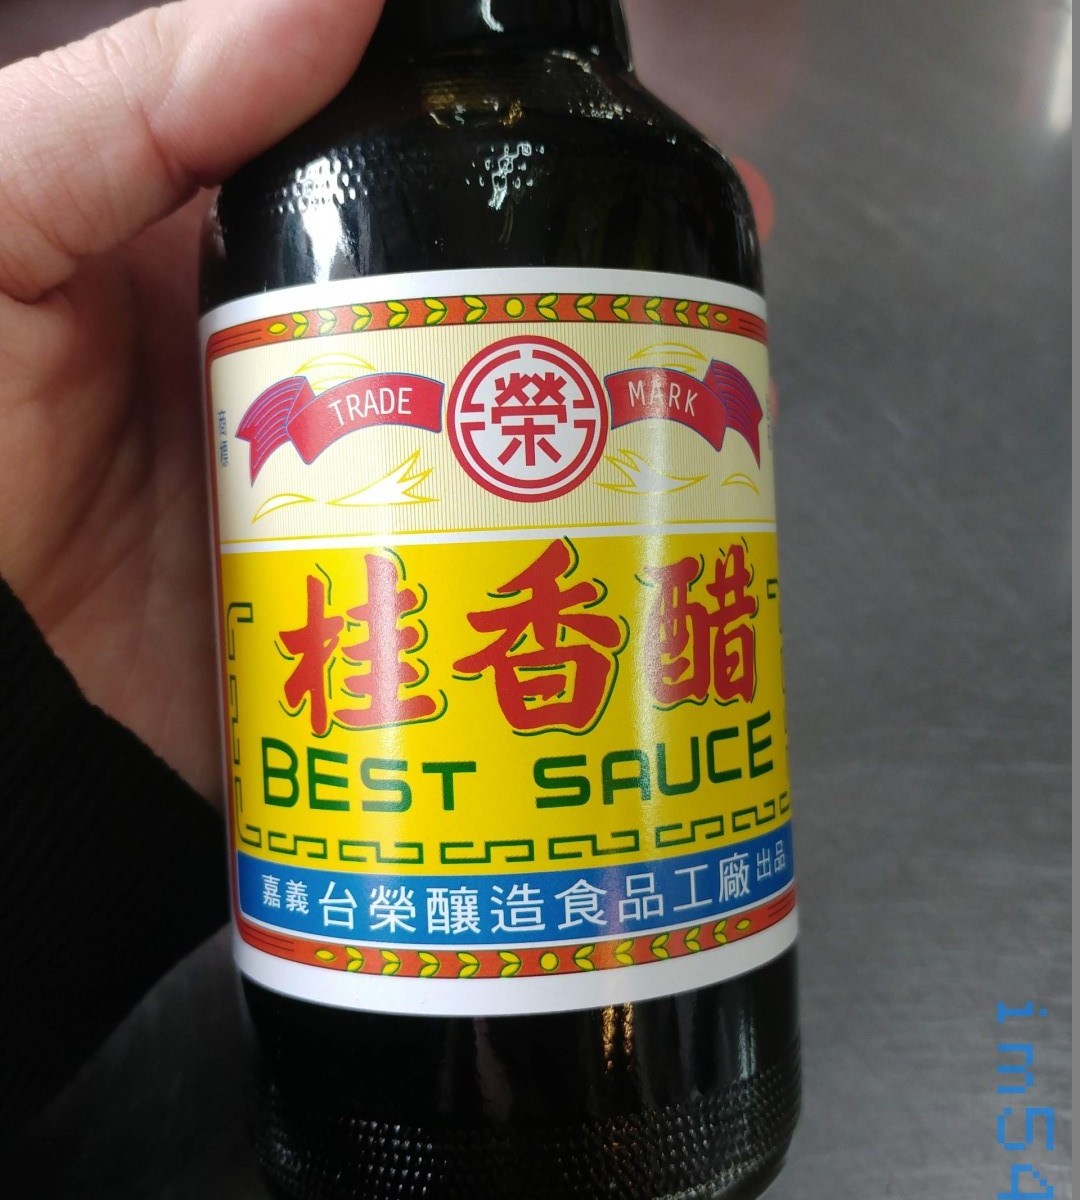 TRADE 榮 MARK
桂香醋
BEST SAUCE
嘉義 台榮釀造食品工廠 出品
im54